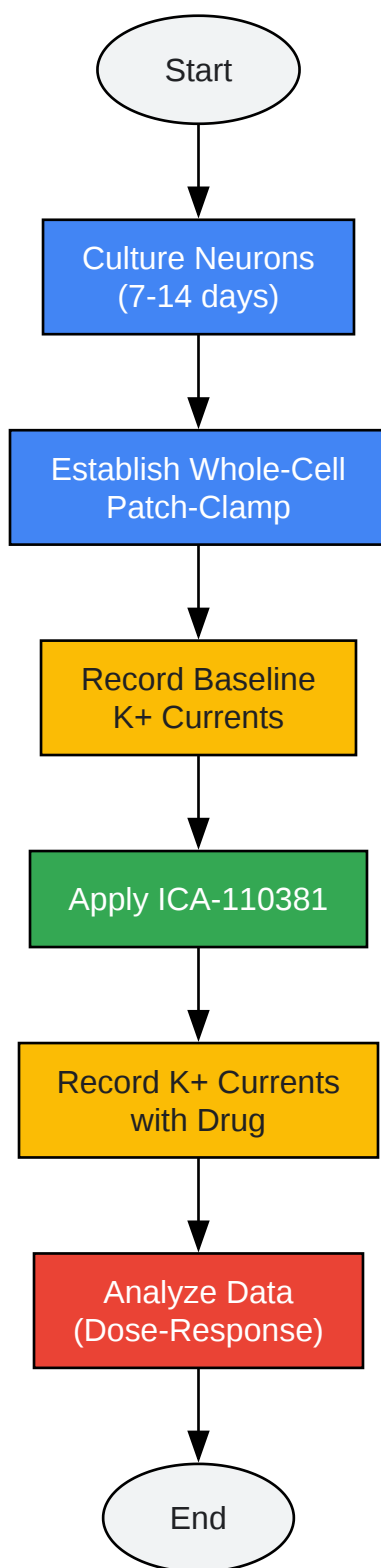 Start
Culture Neurons
(7-14 days)
Establish Whole-Cell
Patch-Clamp
Record Baseline
K+ Currents
Apply ICA-110381
Record K+ Currents
with Drug
Analyze Data
(Dose-Response)
End